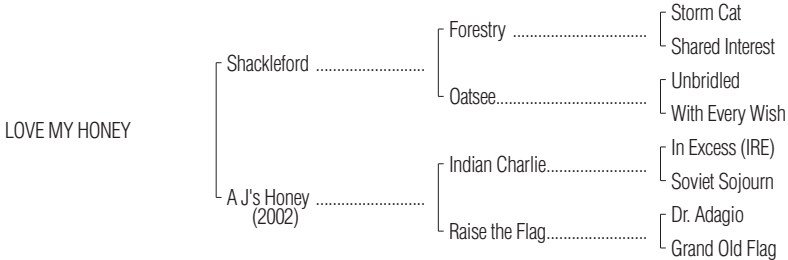 Storm Cat
Forestry ..............................
Shared Interest
Shackleford ........................
Unbridled
Oatsee..................................
With Every Wish
LOVE MY HONEY
In Excess (IRE)
Indian Charlie.......................
Soviet Sojourn
A J's Honey ........................
(2002)
Dr. Adagio
Raise the Flag.......................
Grand Old Flag